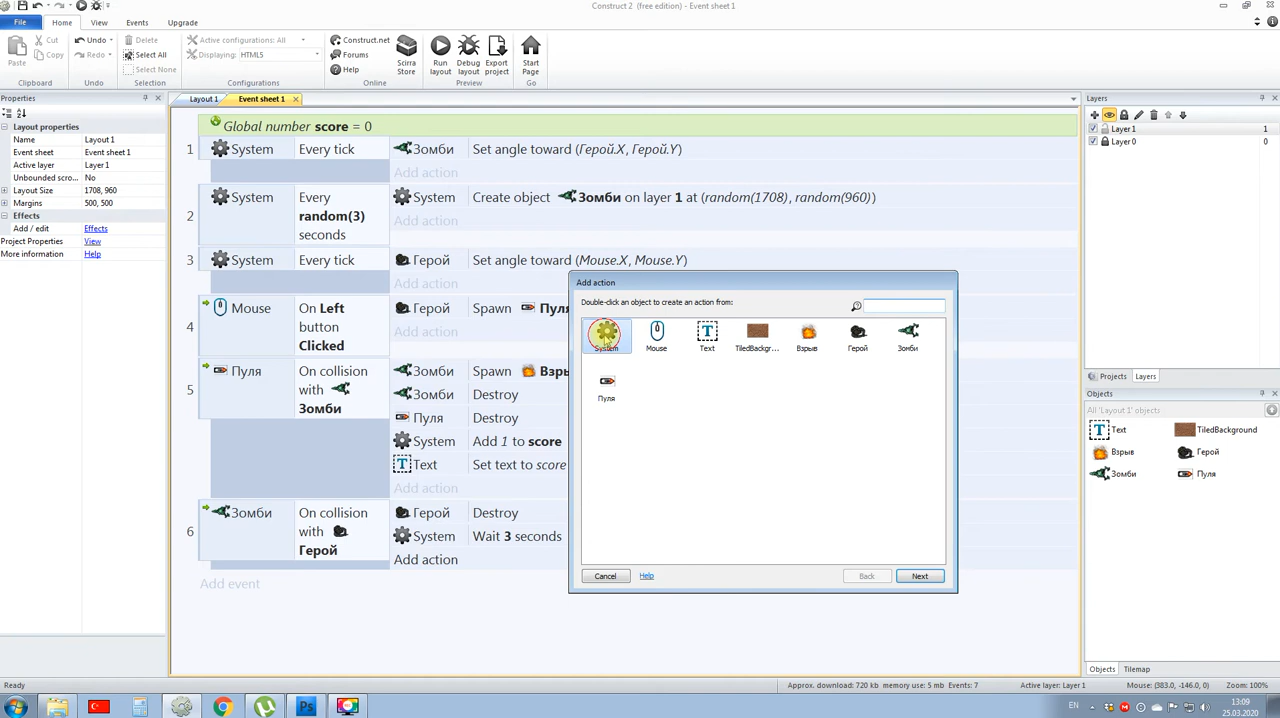 Construct 2 (free edition) - Event sheet 1
File
Home
View
Events
Upgrade
Paste
Cut
Copy
Clipboard
Undo
Redo
Undo
Delete
Select All
Select None
Selection
Active configurations: All
Displaying: HTML5
Configurations
Construct.net
Forums
Help
Scirra Store
Online
Run layout
Debug layout
Export project
Preview
Start Page
Go
Properties
Layout properties
Name Layout 1
Event sheet Event sheet 1
Active layer Layer 1
Unbounded scro... No
Layout Size 1708, 960
Margins 500, 500
Effects
Add / edit Effects
Project Properties View
More information Help
Layout 1
Event sheet 1
Global number score = 0
1 System Every tick Зомби Set angle toward (Герой.X, Герой.Y)
Add action
2 System Every random(3) seconds System Create object Зомби on layer 1 at (random(1708), random(960))
Add action
3 System Every tick Герой Set angle toward (Mouse.X, Mouse.Y)
Add action
4 Mouse On Left button Clicked Герой Spawn Пуля
Add action
5 Пуля On collision with Зомби Зомби Spawn Взры
Зомби Destroy
Пуля Destroy
System Add 1 to score
Text Set text to score
Add action
6 Зомби On collision with Герой Герой Destroy
System Wait 3 seconds
Add action
Add event
Add action
Double-click an object to create an action from:
System
Mouse
Text
TiledBackgr...
Взрыв
Герой
Зомби
Пуля
Cancel
Help
Back
Next
Layers
Layer 1 1
Layer 0 0
Projects
Layers
Objects
All 'Layout 1' objects
Text
TiledBackground
Взрыв
Герой
Зомби
Пуля
Objects
Tilemap
Ready
Approx. download: 720 kb memory use: 5 mb
Events: 7
Active layer: Layer 1
Mouse: (383.0, -146.0, 0)
Zoom: 100%
Ps
EN
13:09
25.03.2020